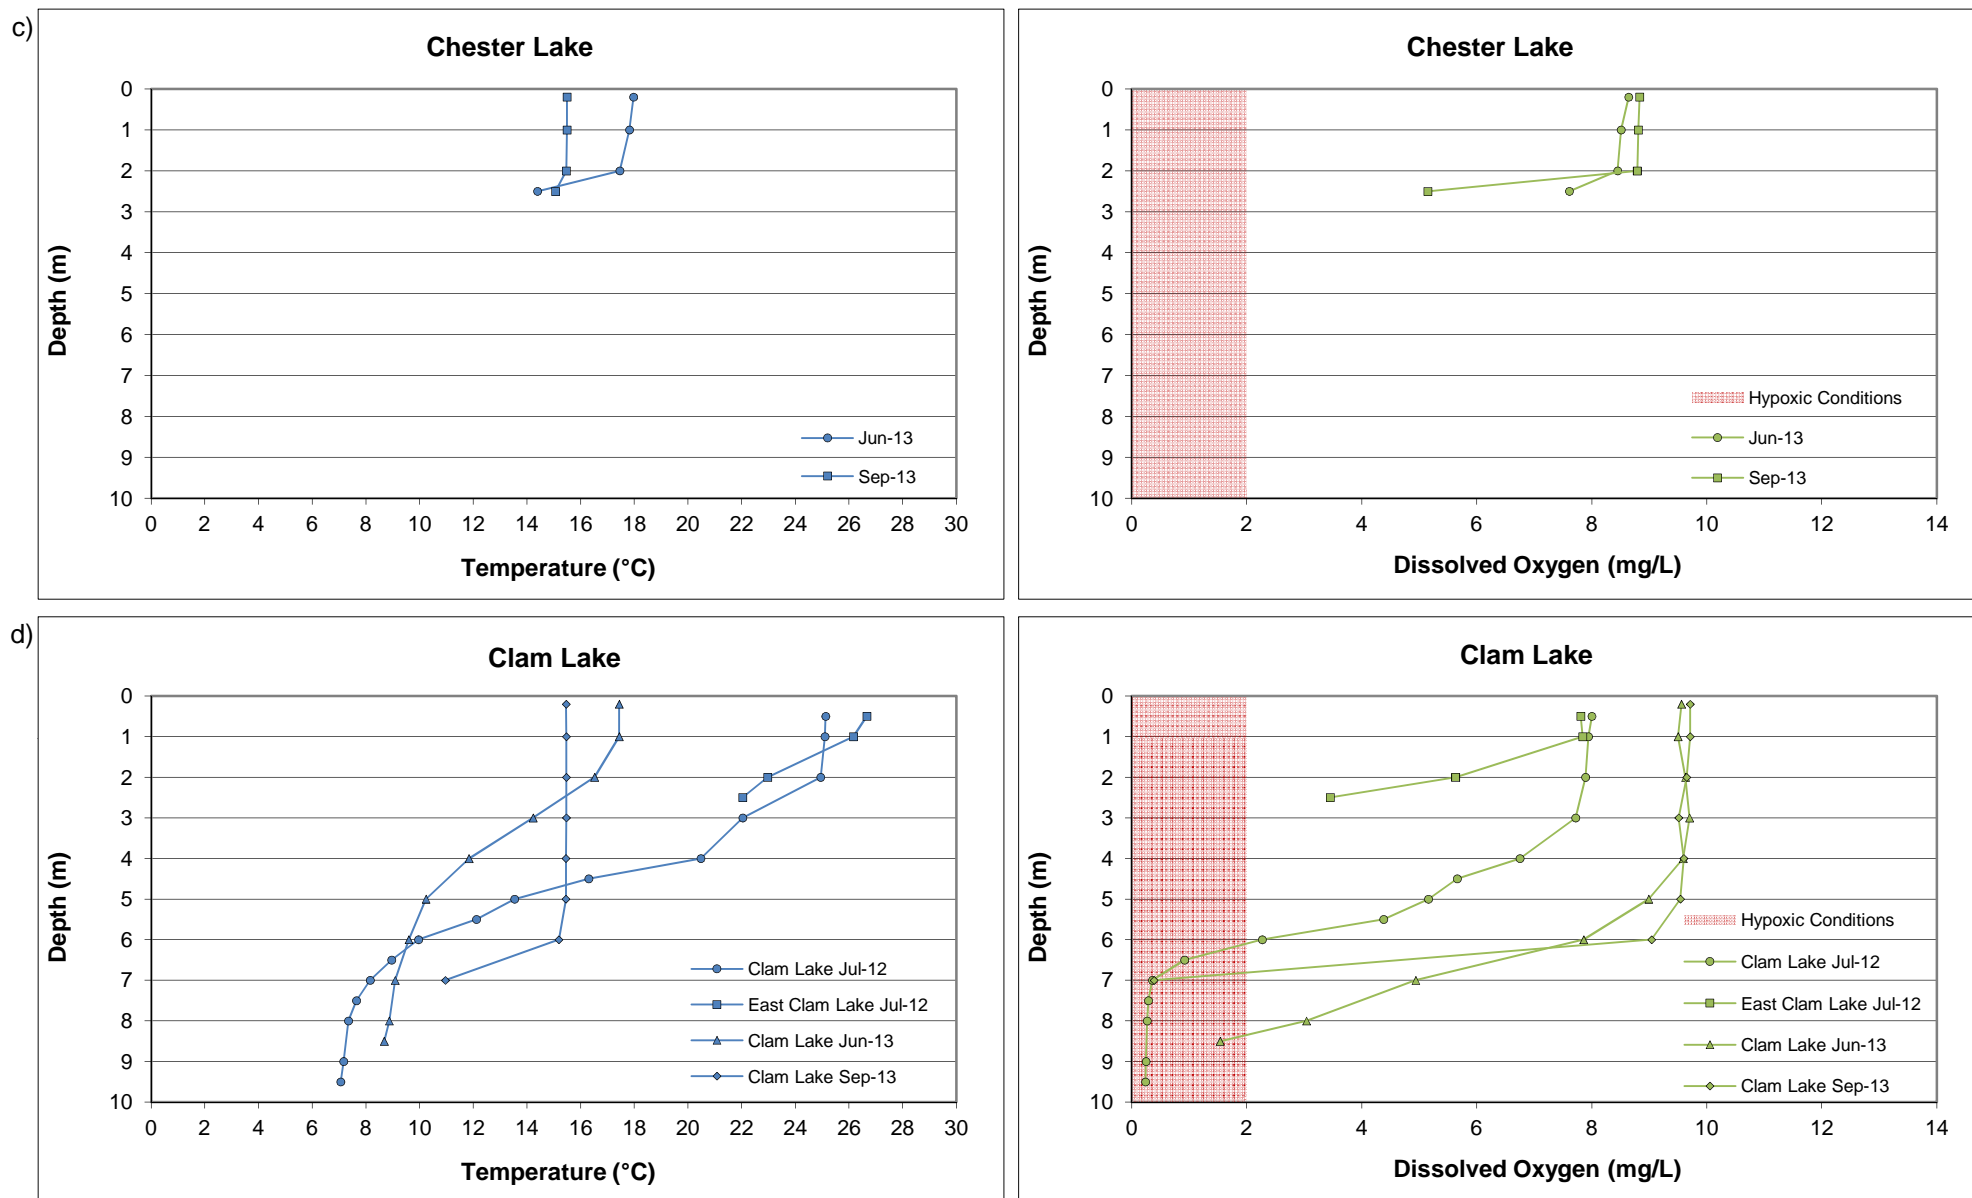 c)
Chester Lake
0
1
2
3
4
5
6
7
8
9
10
Depth (m)
Jun-13
Sep-13
0 2 4 6 8 10 12 14 16 18 20 22 24 26 28 30
Temperature (°C)
Chester Lake
0
1
2
3
4
5
6
7
8
9
10
Depth (m)
Hypoxic Conditions
Jun-13
Sep-13
0 2 4 6 8 10 12 14
Dissolved Oxygen (mg/L)
d)
Clam Lake
0
1
2
3
4
5
6
7
8
9
10
Depth (m)
Clam Lake Jul-12
East Clam Lake Jul-12
Clam Lake Jun-13
Clam Lake Sep-13
0 2 4 6 8 10 12 14 16 18 20 22 24 26 28 30
Temperature (°C)
Clam Lake
0
1
2
3
4
5
6
7
8
9
10
Depth (m)
Hypoxic Conditions
Clam Lake Jul-12
East Clam Lake Jul-12
Clam Lake Jun-13
Clam Lake Sep-13
0 2 4 6 8 10 12 14
Dissolved Oxygen (mg/L)